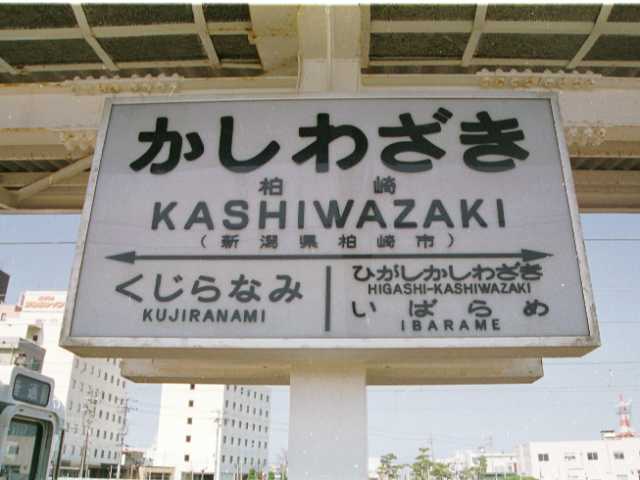 かしわざき
柏崎
KASHIWAZAKI
(新潟県柏崎市)
くじらなみ
KUJIRANAMI
ひがしかしわざき
HIGASHI-KASHIWAZAKI
いばらめ
IBARAME